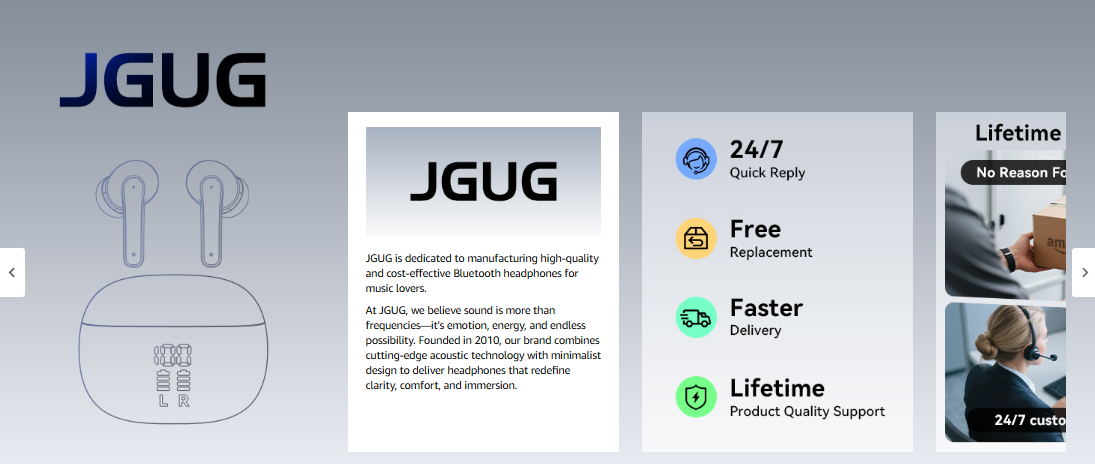 JGUG
100
L R
JGUG
JGUG is dedicated to manufacturing high-quality
and cost-effective Bluetooth headphones for
music lovers.
At JGUG, we believe sound is more than
frequencies—it's emotion, energy, and endless
possibility. Founded in 2010, our brand combines
cutting-edge acoustic technology with minimalist
design to deliver headphones that redefine
clarity, comfort, and immersion.
24/7
Quick Reply
Free
Replacement
Faster
Delivery
Lifetime
Product Quality Support
Lifetime
No Reason
24/7